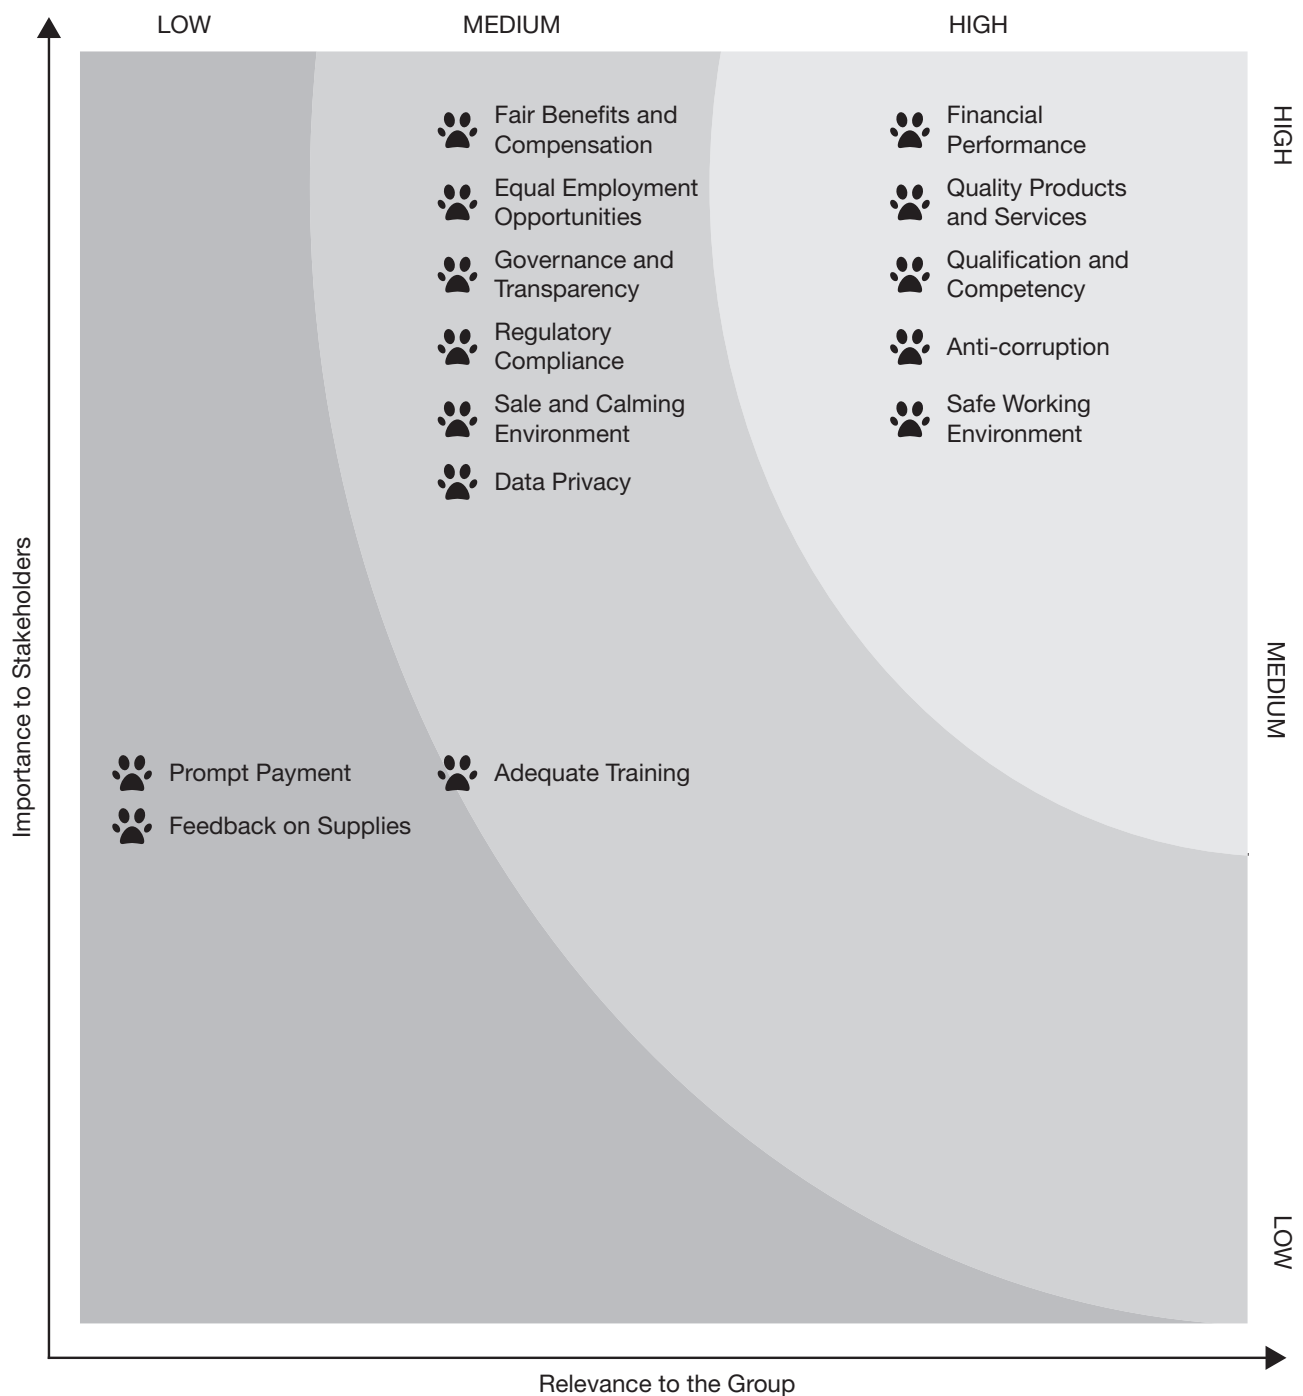 LOW
MEDIUM
HIGH
Fair Benefits and
Compensation
Equal Employment
Opportunities
Governance and
Transparency
Regulatory
Compliance
Sale and Calming
Environment
Data Privacy
Financial
Performance
Quality Products
and Services
Qualification and
Competency
Anti-corruption
Safe Working
Environment
HIGH
MEDIUM
LOW
Importance to Stakeholders
Prompt Payment
Feedback on Supplies
Adequate Training
Relevance to the Group